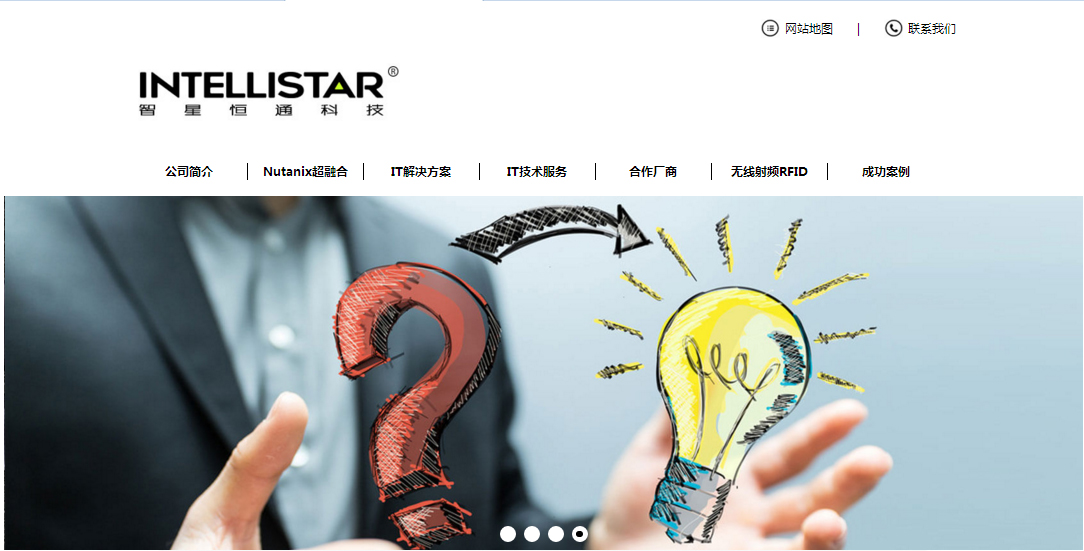 网站地图 联系我们
INTELLISTAR®
智星恒通科技
公司简介 Nutanix超融合 IT解决方案 IT技术服务 合作厂商 无线射频RFID 成功案例